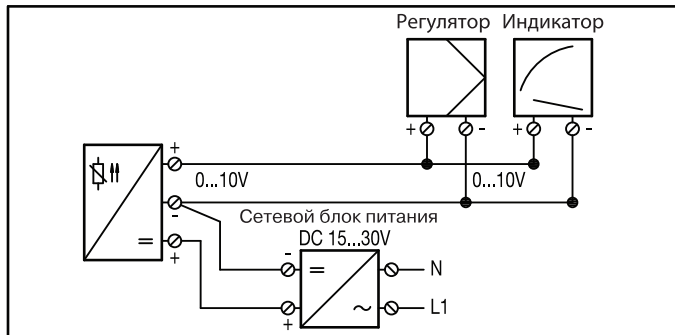 Регулятор Индикатор
+ - + -
+
0...10V 0...10V
-
Сетевой блок питания
DC 15...30V
=
+
-
=
N
+
~
L1